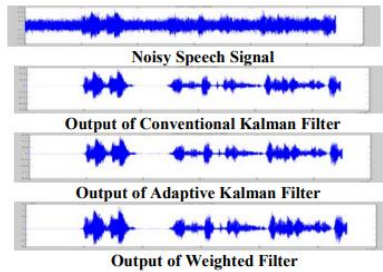 Noisy Speech Signal
Output of Conventional Kalman Filter
Output of Adaptive Kalman Filter
Output of Weighted Filter